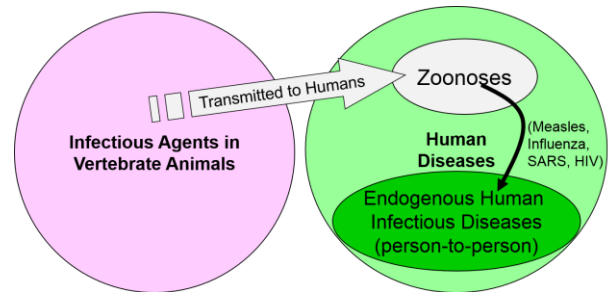 Infectious Agents in
Vertebrate Animals
Transmitted to Humans
Zoonoses
Human
Diseases
(Measles,
Influenza,
SARS, HIV)
Endogenous Human
Infectious Diseases
(person-to-person)